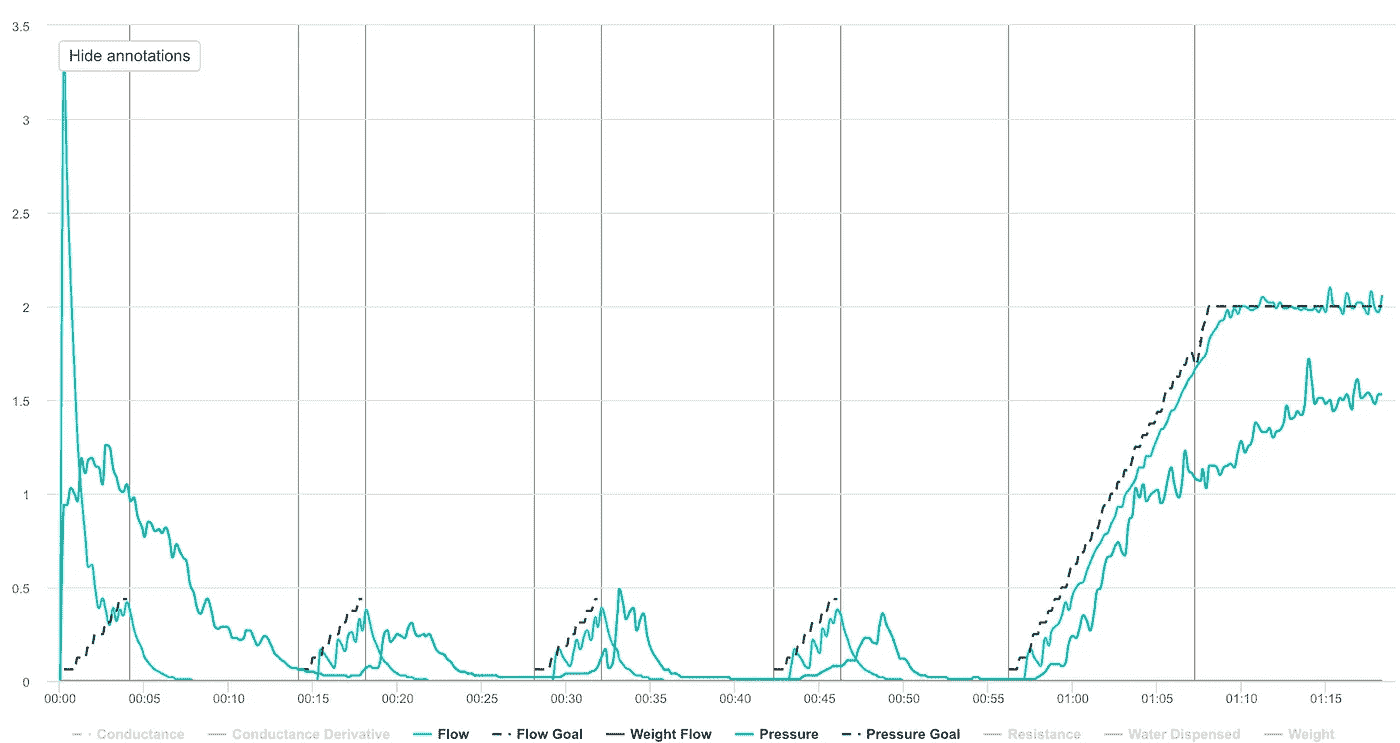 3.5
Hide annotations
3
2.5
2
1.5
1
0.5
0
00:00 00:05 00:10 00:15 00:20 00:25 00:30 00:35 00:40 00:45 00:50 00:55 01:00 01:05 01:10 01:15
Conductance Conductance Derivative Flow Flow Goal Weight Flow Pressure Pressure Goal Resistance Water Dispensed Weight